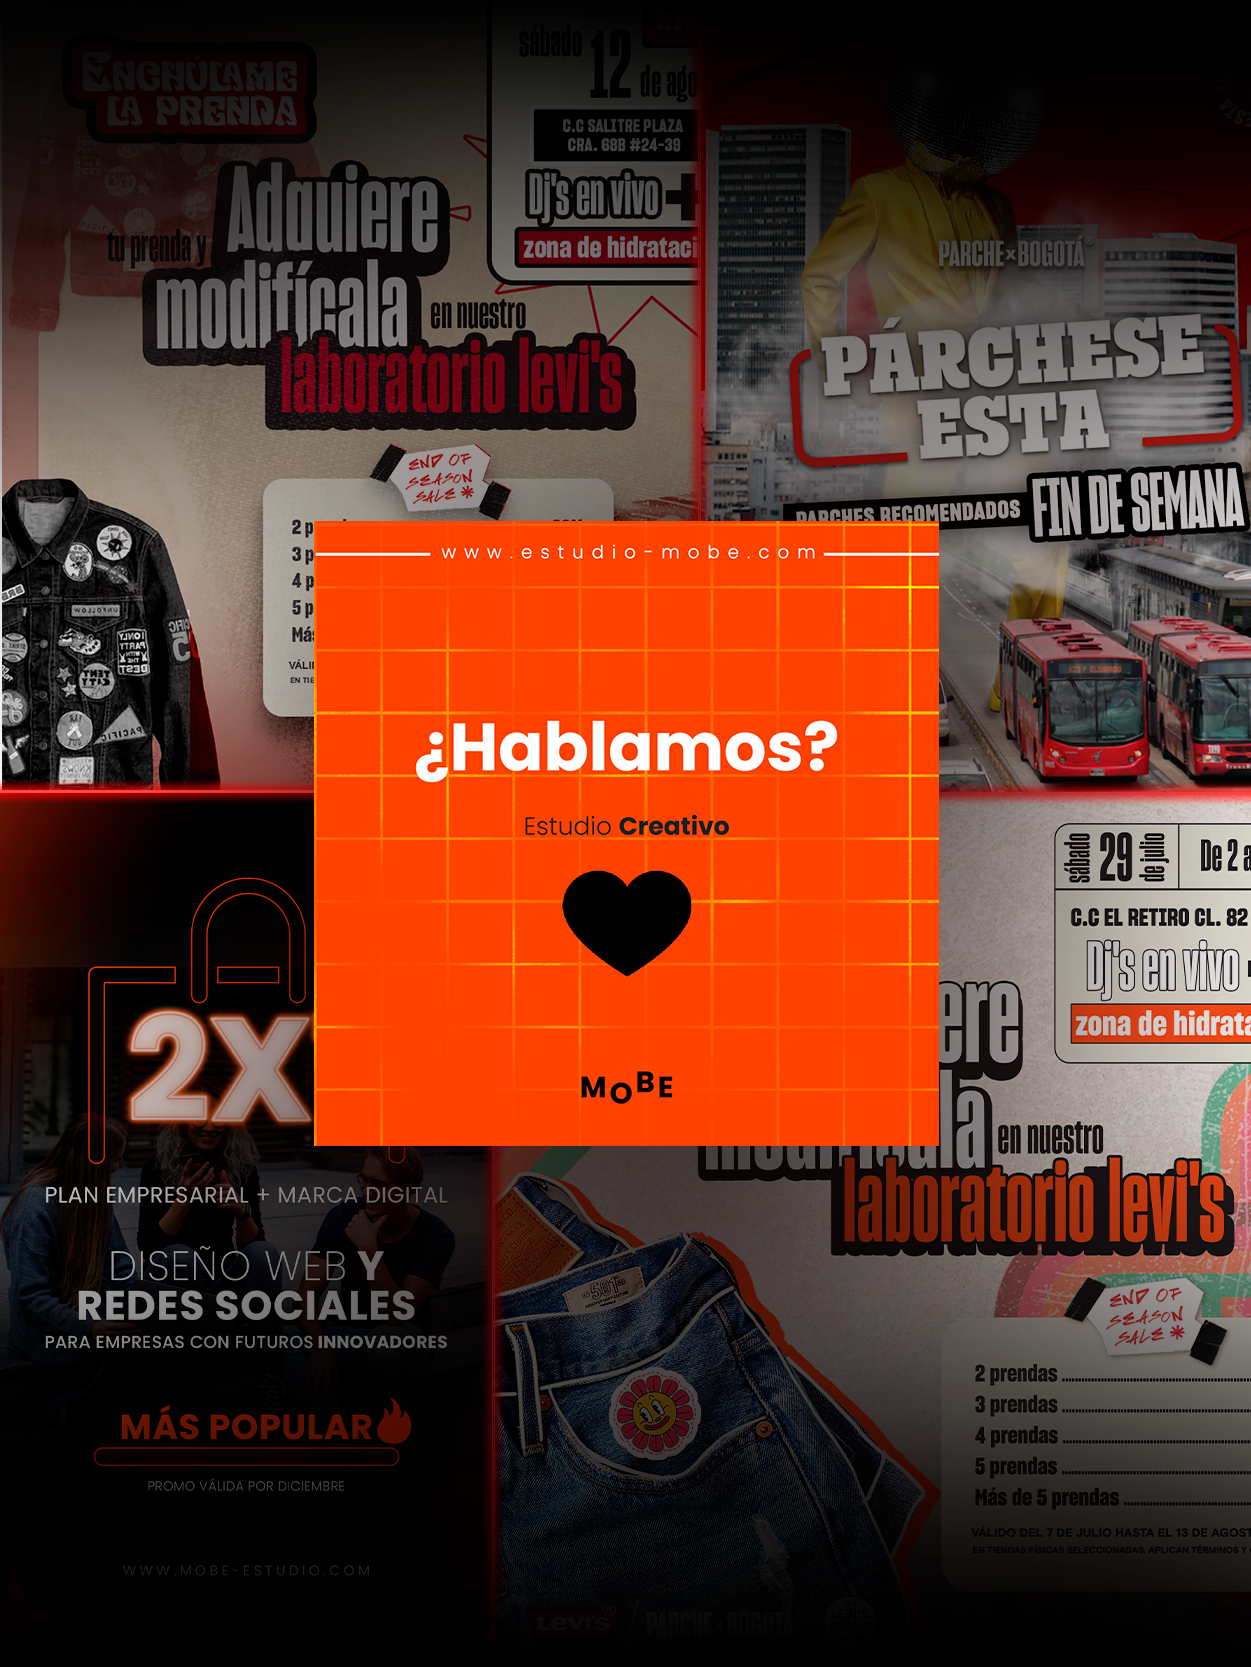 ENCHÚLAME
LA PRENDA
tu prenda y Adquiere
modifícala en nuestro
laboratorio levi's
END OF
SEASON
SALE *
sábado 12 de ago
C.C SALITRE PLAZA
CRA. 68B #24-39
Dj's en vivo +
zona de hidrataci
2 p
3 p
4 p
5 p
Más
VÁLI
EN TIE
PARCHE×BOGOTÁ
PÁRCHESE
ESTA
PARCHES RECOMENDADOS FIN DE SEMANA
www.estudio-mobe.com
¿Hablamos?
Estudio Creativo
MOBE
2X
PLAN EMPRESARIAL + MARCA DIGITAL
DISEÑO WEB Y
REDES SOCIALES
PARA EMPRESAS CON FUTUROS INNOVADORES
MÁS POPULAR
PROMO VÁLIDA POR DICIEMBRE
WWW.MOBE-ESTUDIO.COM
sábado 29 de julio De 2 a
C.C EL RETIRO CL. 82
Dj's en vivo
zona de hidrata
ere
en nuestro
laboratorio levi's
END OF
SEASON
SALE *
2 prendas
3 prendas
4 prendas
5 prendas
Más de 5 prendas
VÁLIDO DEL 7 DE JULIO HASTA EL 13 DE AGOST
EN TIENDAS FÍSICAS SELECCIONADAS. APLICAN TÉRMINOS Y
Levi's PARCHE×BOGOTÁ